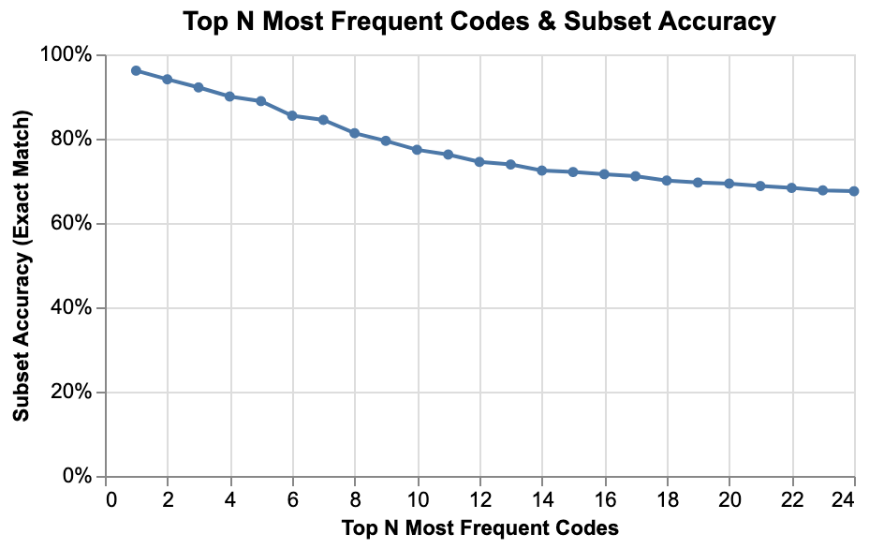 Top N Most Frequent Codes & Subset Accuracy
100%
80%
60%
40%
20%
0%
Subset Accuracy (Exact Match)
0 2 4 6 8 10 12 14 16 18 20 22 24
Top N Most Frequent Codes